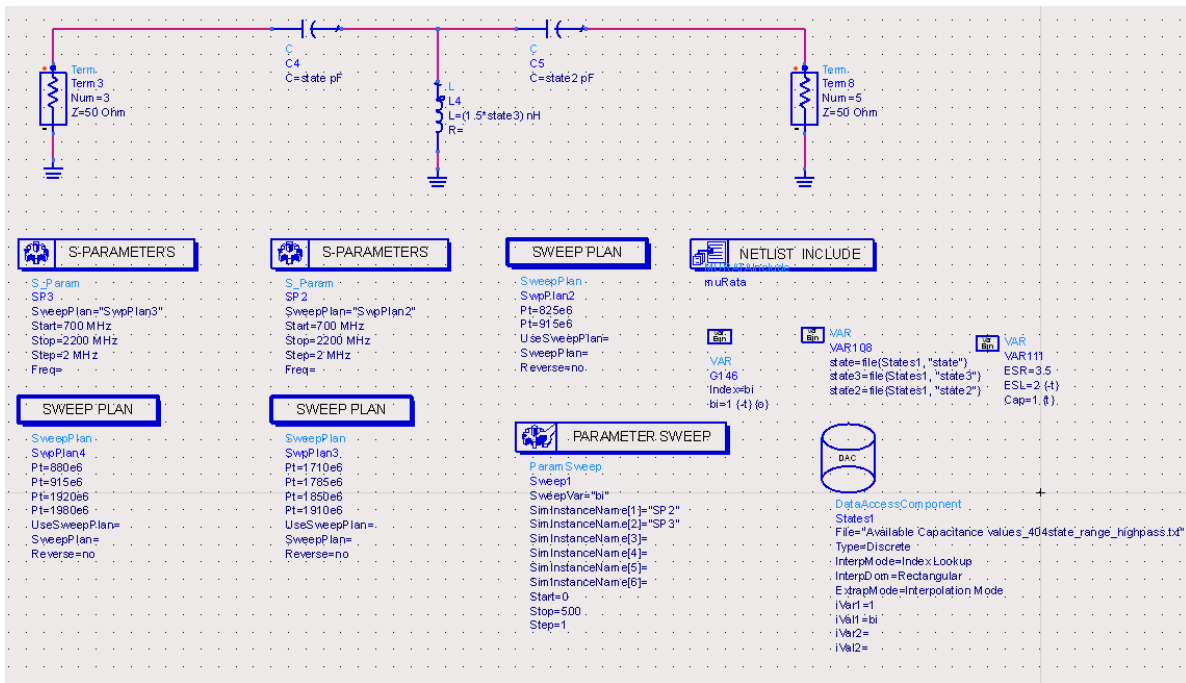 Term
Term3
Num=3
Z=50 Ohm
C
C4
C=state pF
L
L4
L=(1.5*state3) nH
R=
C
C5
C=state2 pF
Term
Term8
Num=5
Z=50 Ohm
S-PARAMETERS
S_Param
SP3
SweepPlan="SwpPlan3"
Start=700 MHz
Stop=2200 MHz
Step=2 MHz
Freq=
S-PARAMETERS
S_Param
SP2
SweepPlan="SwpPlan2"
Start=700 MHz
Stop=2200 MHz
Step=2 MHz
Freq=
SWEEP PLAN
SweepPlan
SwpPlan2
Pt=825e6
Pt=915e6
UseSweepPlan=
SweepPlan=
Reverse=no
NETLIST INCLUDE
muRata
Var
Eqn
VAR
G146
Index=bi
bi=1 {-t} {o}
Var
Eqn
VAR
VAR108
state=file{States1, "state"}
state3=file{States1, "state3"}
state2=file{States1, "state2"}
Var
Eqn
VAR
VAR111
ESR=3.5
ESL=2 {-t}
Cap=1 {t}
SWEEP PLAN
SweepPlan
SwpPlan4
Pt=880e6
Pt=915e6
Pt=1920e6
Pt=1980e6
UseSweepPlan=
SweepPlan=
Reverse=no
SWEEP PLAN
SweepPlan
SwpPlan3
Pt=1710e6
Pt=1785e6
Pt=1850e6
Pt=1910e6
UseSweepPlan=
SweepPlan=
Reverse=no
PARAMETER SWEEP
ParamSweep
Sweep1
SweepVar="bi"
SimInstanceName[1]="SP2"
SimInstanceName[2]="SP3"
SimInstanceName[3]=
SimInstanceName[4]=
SimInstanceName[5]=
SimInstanceName[6]=
Start=0
Stop=500
Step=1
DAC
DataAccessComponent
States1
File="Available Capacitance values_404state_range_highpass.txt"
Type=Discrete
InterpMode=Index Lookup
InterpDom=Rectangular
ExtrapMode=Interpolation Mode
iVar1=1
iVal1=bi
iVar2=
iVal2=